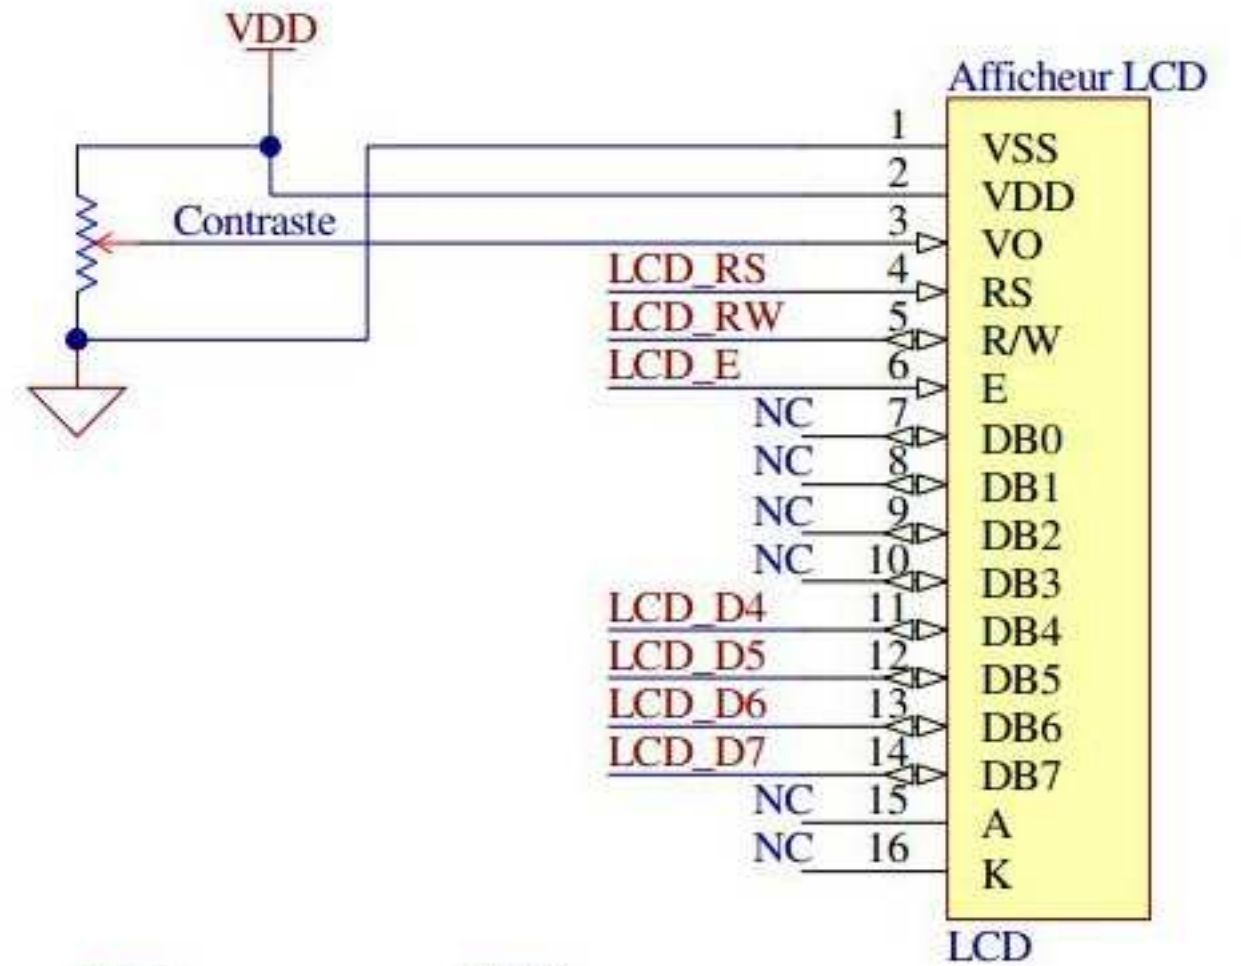 VDD
Afficheur LCD
1 VSS
2 VDD
Contraste 3 VO
LCD_RS 4 RS
LCD_RW 5 R/W
LCD_E 6 E
NC 7 DB0
NC 8 DB1
NC 9 DB2
NC 10 DB3
LCD_D4 11 DB4
LCD_D5 12 DB5
LCD_D6 13 DB6
LCD_D7 14 DB7
NC 15 A
NC 16 K
LCD